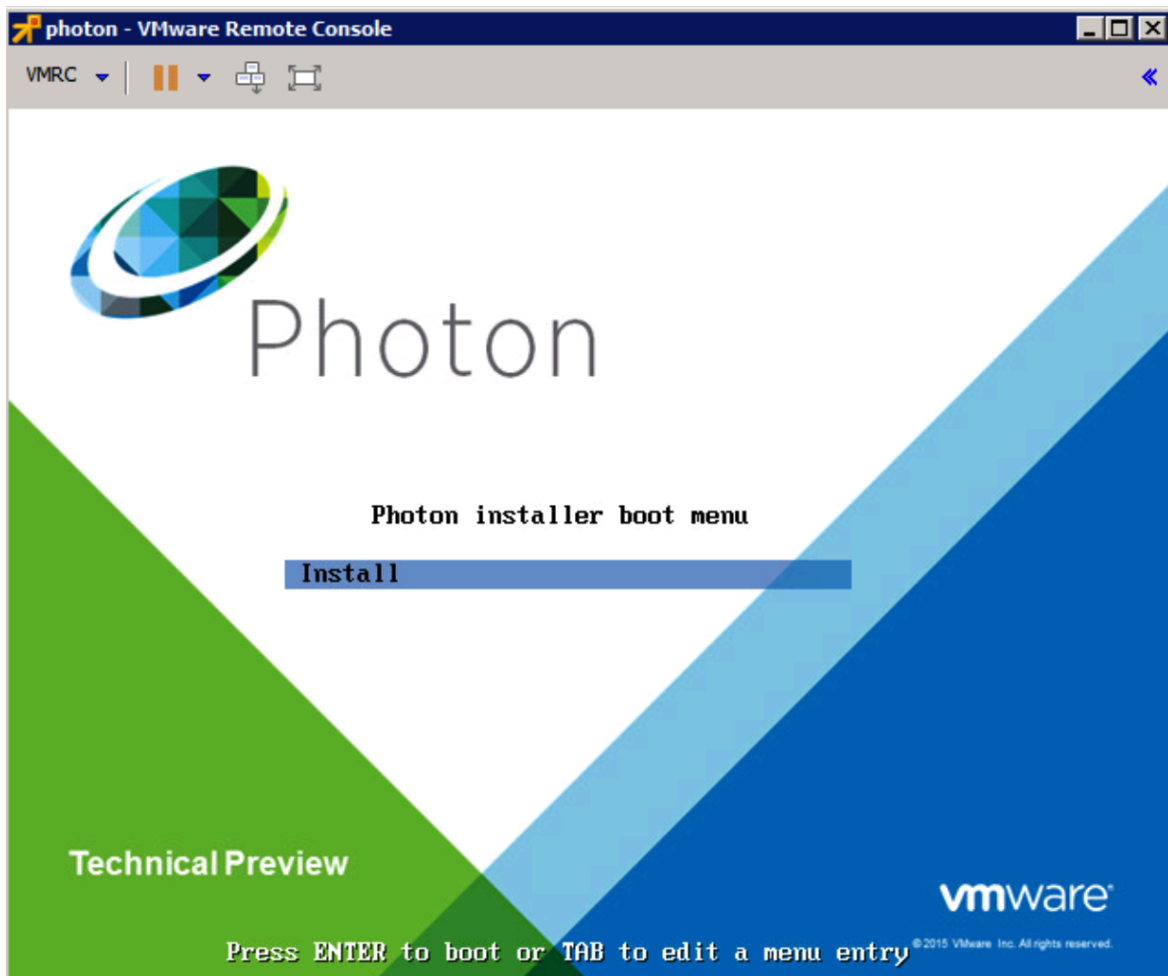 photon - VMware Remote Console
VMRC
Photon
Photon installer boot menu
Install
Technical Preview
vmware®
Press ENTER to boot or TAB to edit a menu entry
©2015 VMware Inc. All rights reserved.